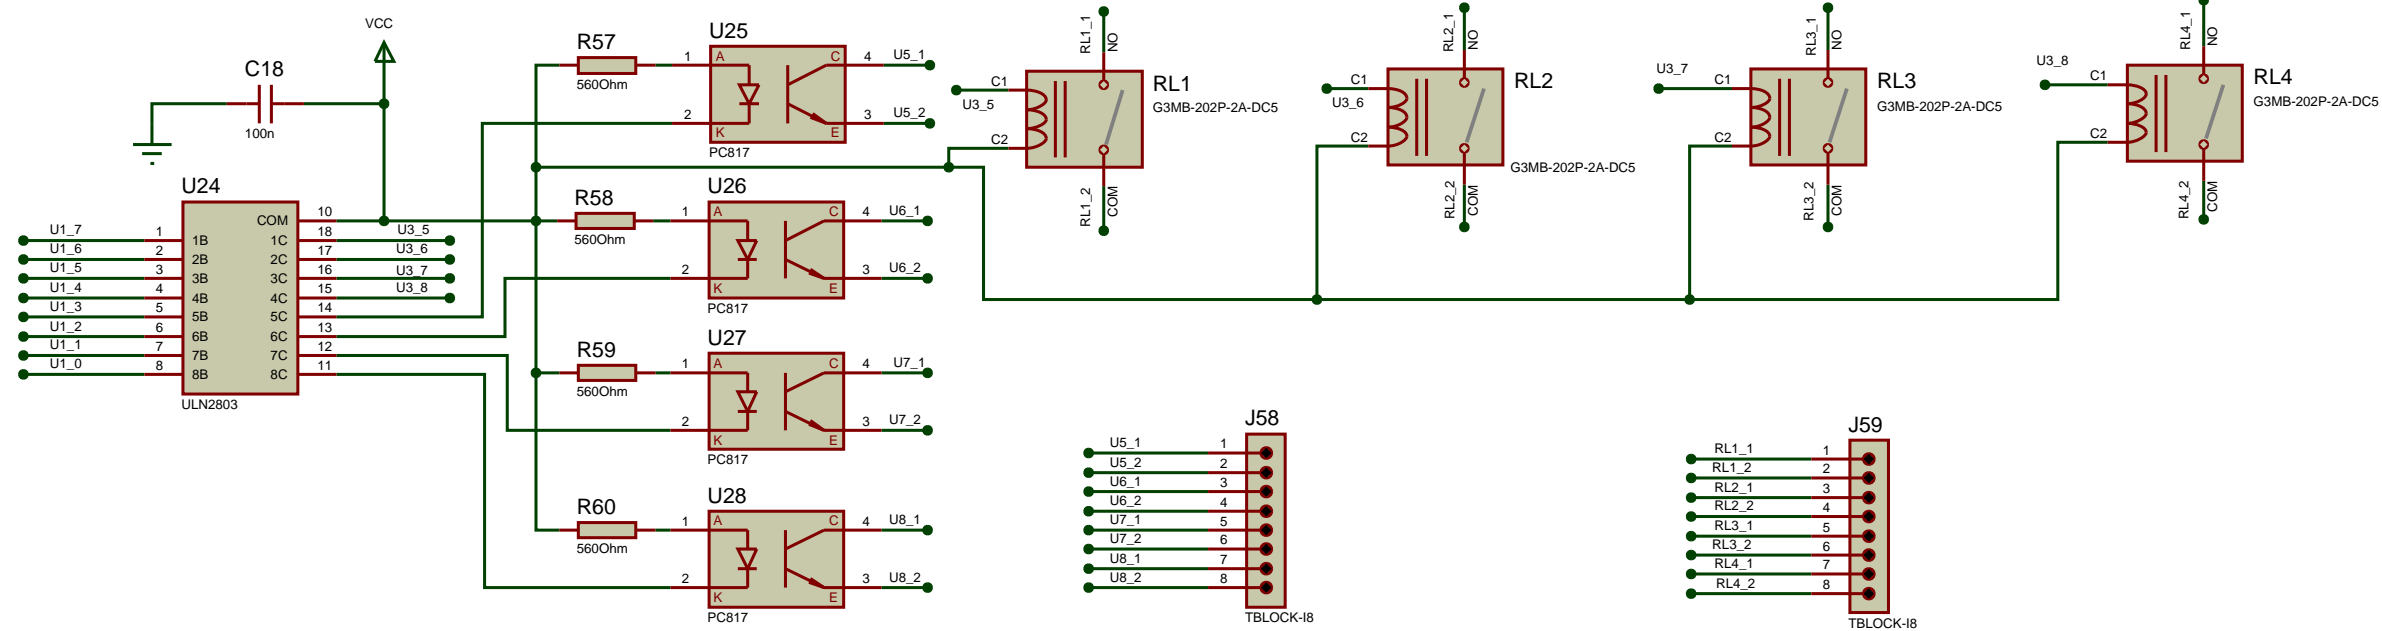 VCC
C18
100n
U24
COM
10
U1_7
1
1B
1C
18
U3_5
U1_6
2
2B
2C
17
U3_6
U1_5
3
3B
3C
16
U3_7
U1_4
4
4B
4C
15
U3_8
U1_3
5
5B
5C
14
U1_2
6
6B
6C
13
U1_1
7
7B
7C
12
U1_0
8
8B
8C
11
ULN2803
R57
560Ohm
U25
1
A
C
4
U5_1
2
K
E
3
U5_2
PC817
R58
560Ohm
U26
1
A
C
4
U6_1
2
K
E
3
U6_2
PC817
R59
560Ohm
U27
1
A
C
4
U7_1
2
K
E
3
U7_2
PC817
R60
560Ohm
U28
1
A
C
4
U8_1
2
K
E
3
U8_2
PC817
RL1_1
NO
C1
U3_5
C2
RL1
G3MB-202P-2A-DC5
RL1_2
COM
RL2_1
NO
C1
U3_6
C2
RL2
G3MB-202P-2A-DC5
RL2_2
COM
RL3_1
NO
U3_7
C1
C2
RL3
G3MB-202P-2A-DC5
RL3_2
COM
RL4_1
NO
U3_8
C1
C2
RL4
G3MB-202P-2A-DC5
RL4_2
COM
J58
U5_1
1
U5_2
2
U6_1
3
U6_2
4
U7_1
5
U7_2
6
U8_1
7
U8_2
8
TBLOCK-I8
J59
RL1_1
1
RL1_2
2
RL2_1
3
RL2_2
4
RL3_1
5
RL3_2
6
RL4_1
7
RL4_2
8
TBLOCK-I8